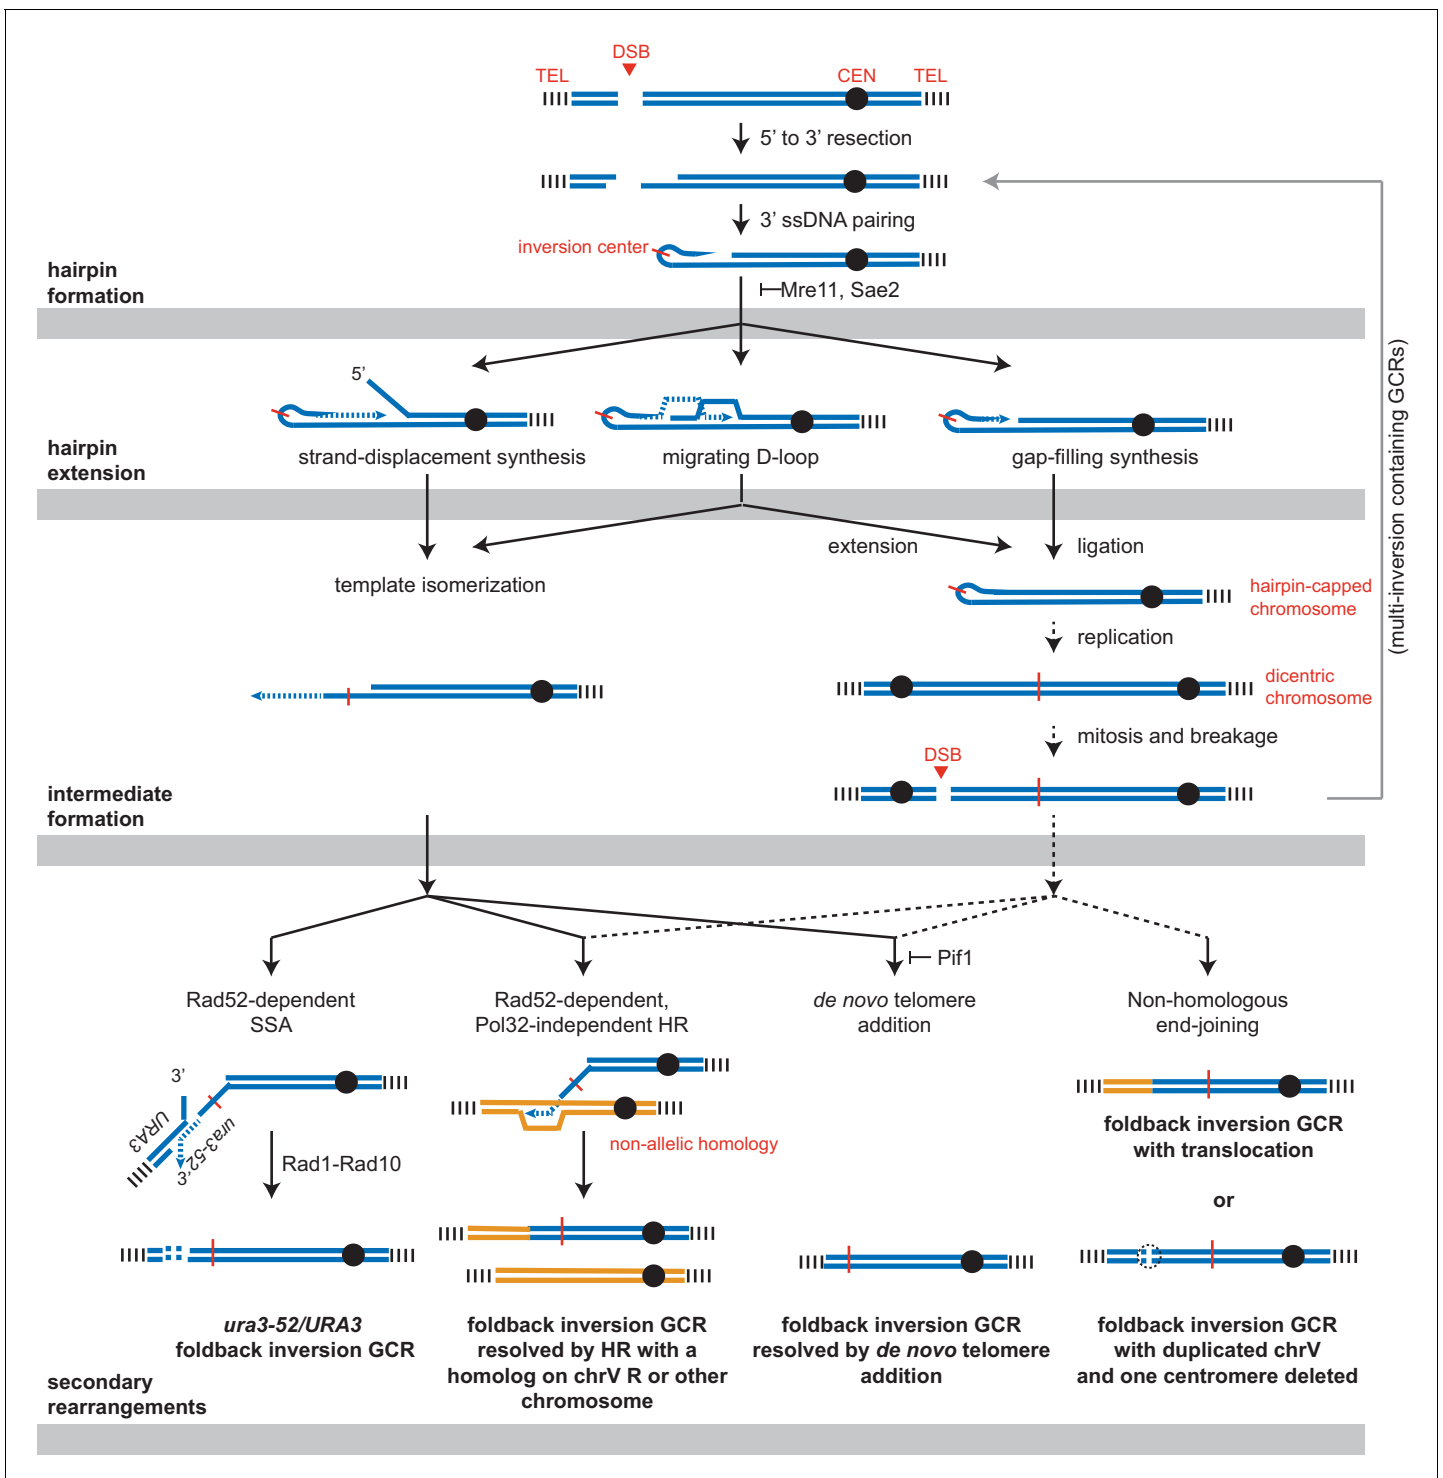 DSB
TEL
CEN
TEL
5’ to 3’ resection
3’ ssDNA pairing
inversion center
hairpin
formation
Mre11, Sae2
5’
hairpin
extension
strand-displacement synthesis
migrating D-loop
gap-filling synthesis
(multi-inversion containing GCRs)
extension
ligation
template isomerization
hairpin-capped
chromosome
replication
dicentric
chromosome
mitosis and breakage
DSB
intermediate
formation
Pif1
Rad52-dependent
SSA
Rad52-dependent,
Pol32-independent HR
de novo telomere
addition
Non-homologous
end-joining
3’
URA3
ura3-52
3’
Rad1-Rad10
non-allelic homology
foldback inversion GCR
with translocation
or
ura3-52/URA3
foldback inversion GCR
foldback inversion GCR
resolved by HR with a
homolog on chrV R or other
chromosome
foldback inversion GCR
resolved by de novo telomere
addition
foldback inversion GCR
with duplicated chrV
and one centromere deleted
secondary
rearrangements